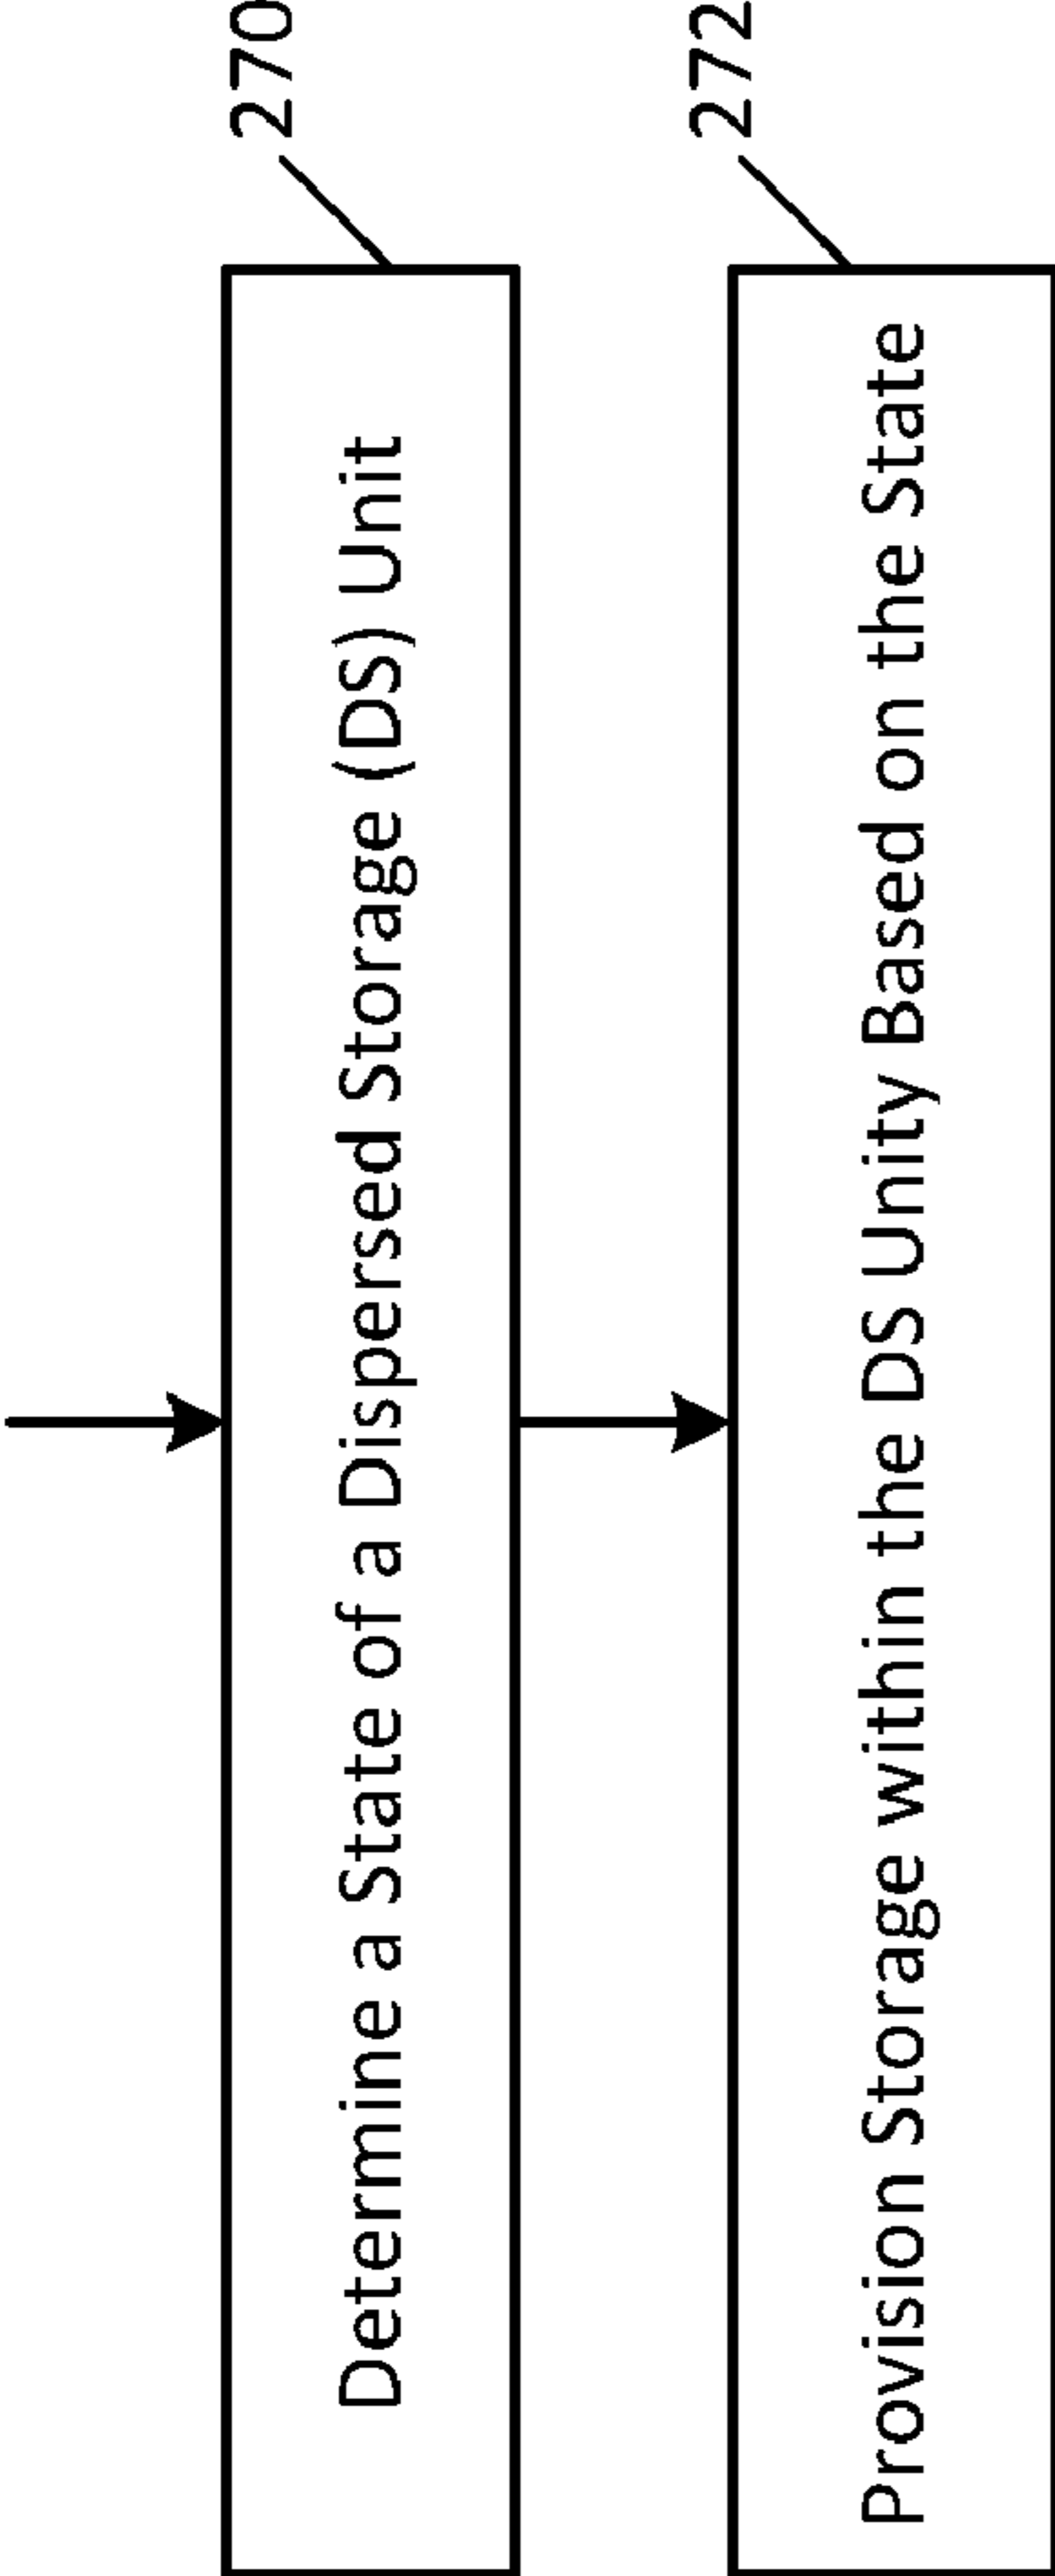 270
Determine a State of a Dispersed Storage (DS) Unit
272
Provision Storage within the DS Unity Based on the State